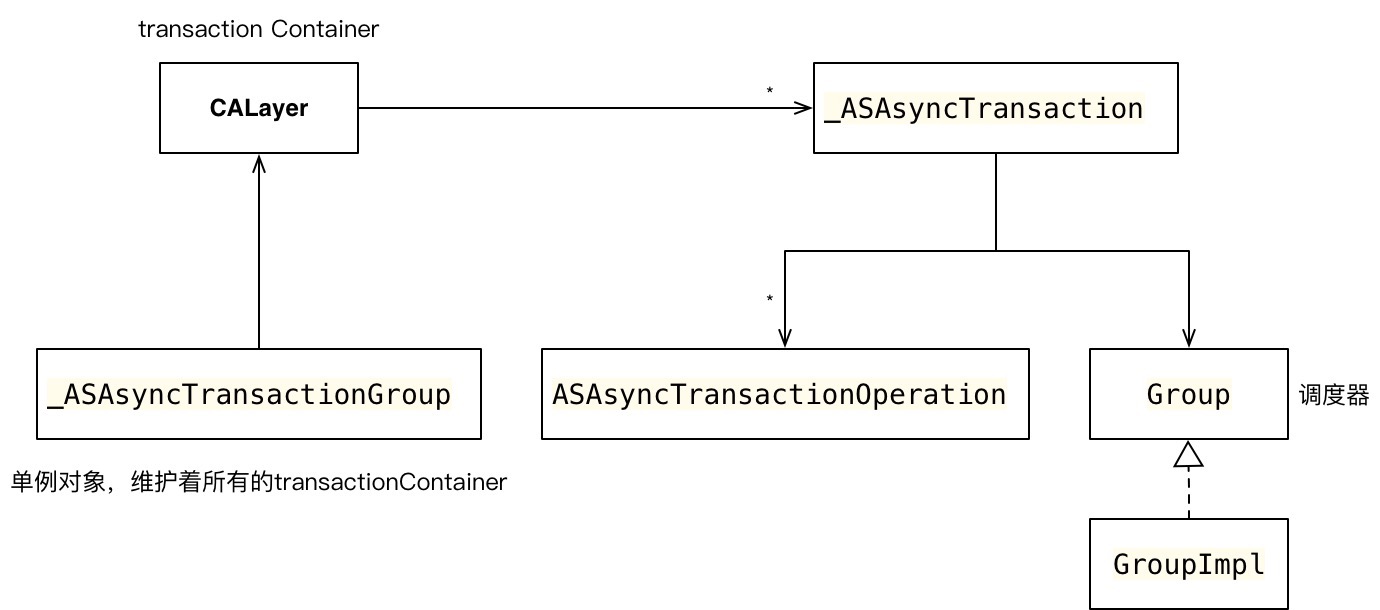 transaction Container
CALayer
*
_ASAsyncTransaction
*
_ASAsyncTransactionGroup
ASAsyncTransactionOperation
Group
调度器
单例对象，维护着所有的transactionContainer
GroupImpl